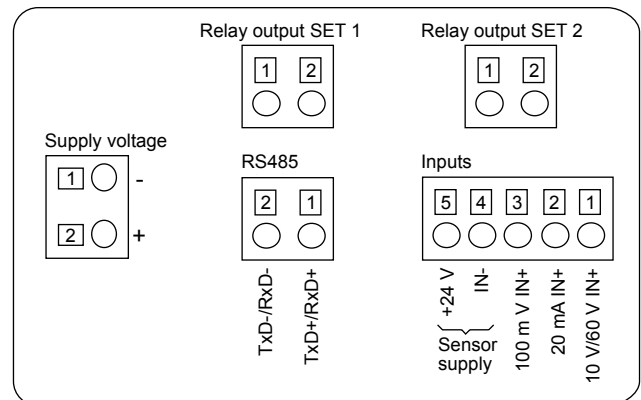 Relay output SET 1
1 2
Relay output SET 2
1 2
Supply voltage
1 -
2 +
RS485
2 1
TxD-/RxD-
TxD+/RxD+
Inputs
5 4 3 2 1
+24 V
IN-
Sensor
supply
100 m V IN+
20 mA IN+
10 V/60 V IN+